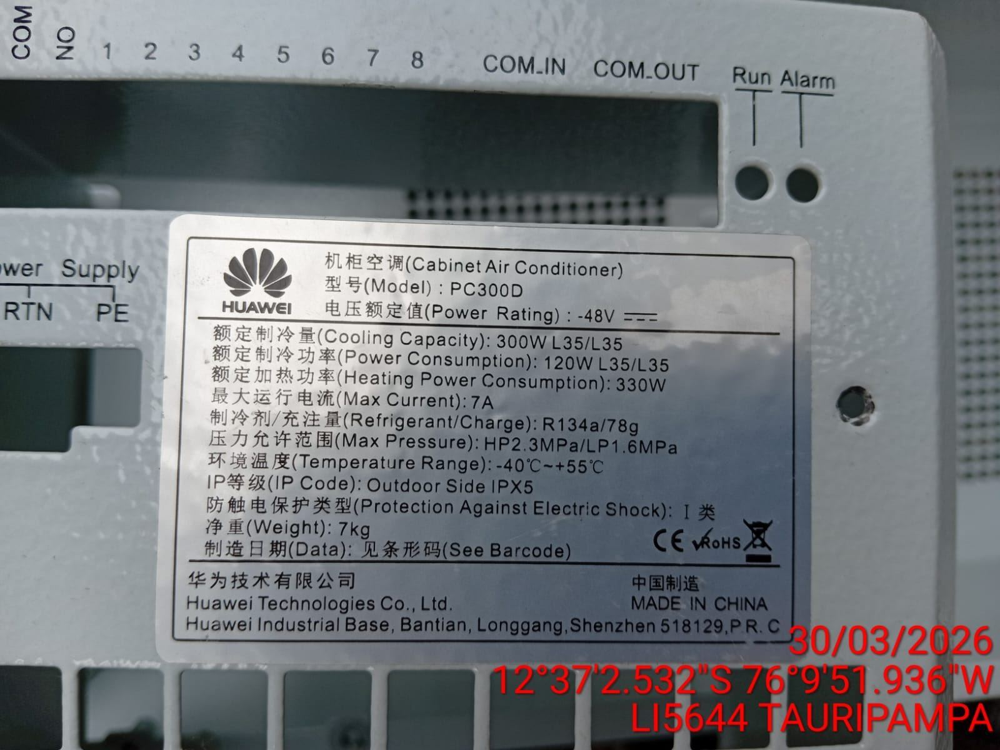 COM
NO
1 2 3 4 5 6 7 8
COM_IN COM_OUT
Run Alarm
Supply
RTN PE
HUAWEI
机柜空调(Cabinet Air Conditioner)
型号(Model) : PC300D
电压额定值(Power Rating) : -48V
额定制冷量(Cooling Capacity): 300W L35/L35
额定制冷功率(Power Consumption): 120W L35/L35
额定加热功率(Heating Power Consumption): 330W
最大运行电流(Max Current): 7A
制冷剂/充注量(Refrigerant/Charge): R134a/78g
压力允许范围(Max Pressure): HP2.3MPa/LP1.6MPa
环境温度(Temperature Range): -40℃~+55℃
IP等级(IP Code): Outdoor Side IPX5
防触电保护类型(Protection Against Electric Shock): I 类
净重(Weight): 7kg
制造日期(Data): 见条形码(See Barcode)
CE RoHS
华为技术有限公司
Huawei Technologies Co., Ltd.
中国制造
MADE IN CHINA
Huawei Industrial Base, Bantian, Longgang,Shenzhen 518129,P.R. C
30/03/2026
12°37'2.532"S 76°9'51.936"W
LI5644 TAURIPAMPA